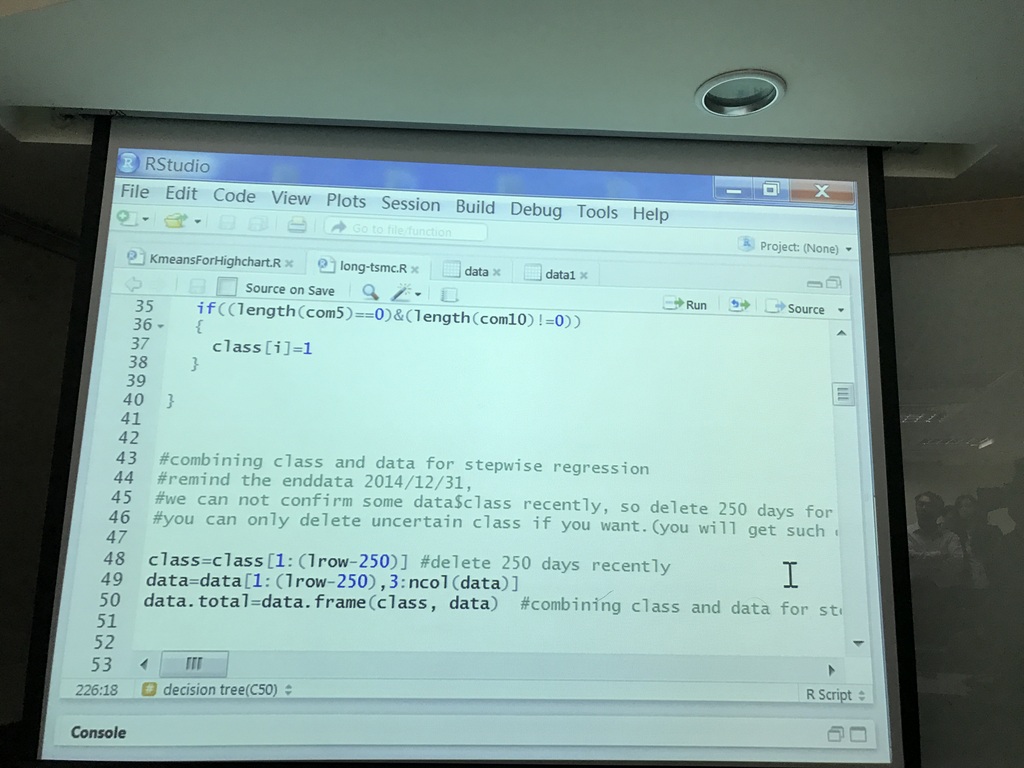 RStudio
File Edit Code View Plots Session Build Debug Tools Help
Go to file/function
Project: (None)
KmeansForHighchart.R long-tsmc.R data data1
Source on Save Run Source
35 if((length(com5)==0)&(length(com10)!=0))
36 {
37 class[i]=1
38 }
39
40 }
41
42
43 #combining class and data for stepwise regression
44 #remind the enddata 2014/12/31,
45 #we can not confirm some data$class recently, so delete 250 days for
46 #you can only delete uncertain class if you want.(you will get such
47
48 class=class[1:(lrow-250)] #delete 250 days recently
49 data=data[1:(lrow-250),3:ncol(data)]
50 data.total=data.frame(class, data) #combining class and data for st
51
52
53
226:18 decision tree(C50) R Script
Console